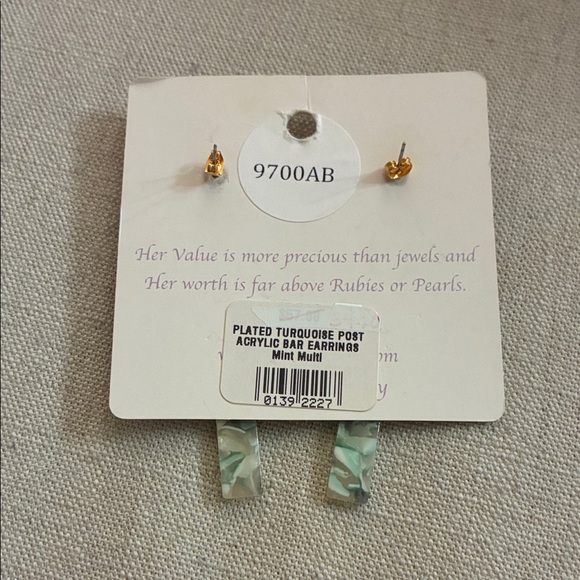 9700AB
Her Value is more precious than jewels and
Her worth is far above Rubies or Pearls.
PLATED TURQUOISE POST
ACRYLIC BAR EARRINGS
Mint Multi
0139 2227
om
y